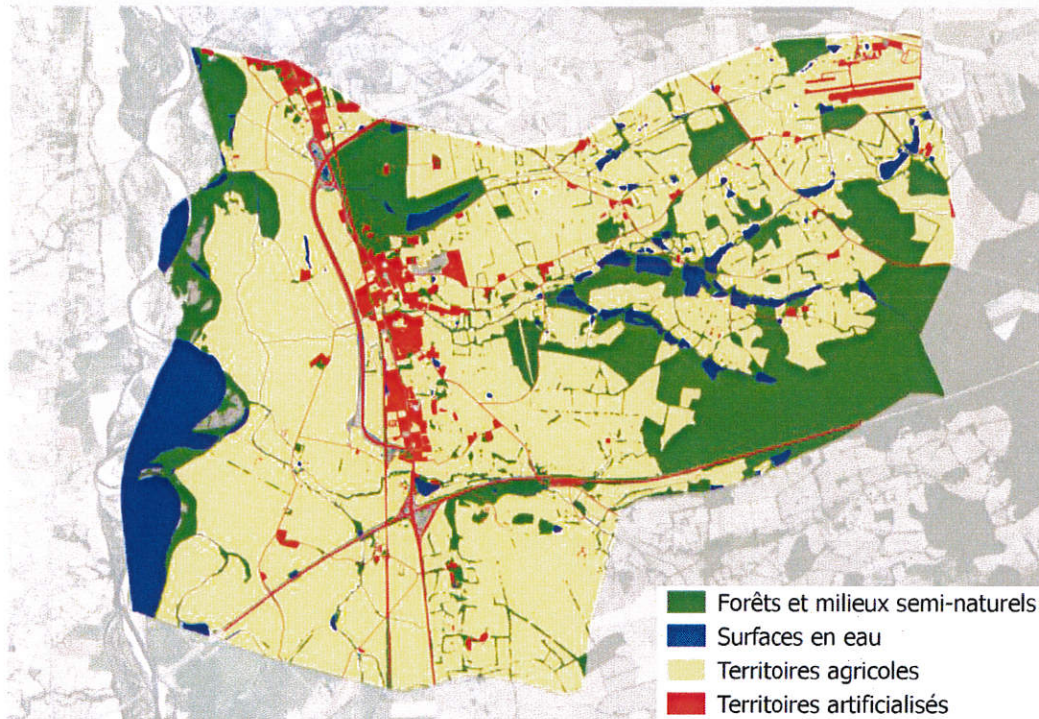 Forêts et milieux semi-naturels
Surfaces en eau
Territoires agricoles
Territoires artificialisés